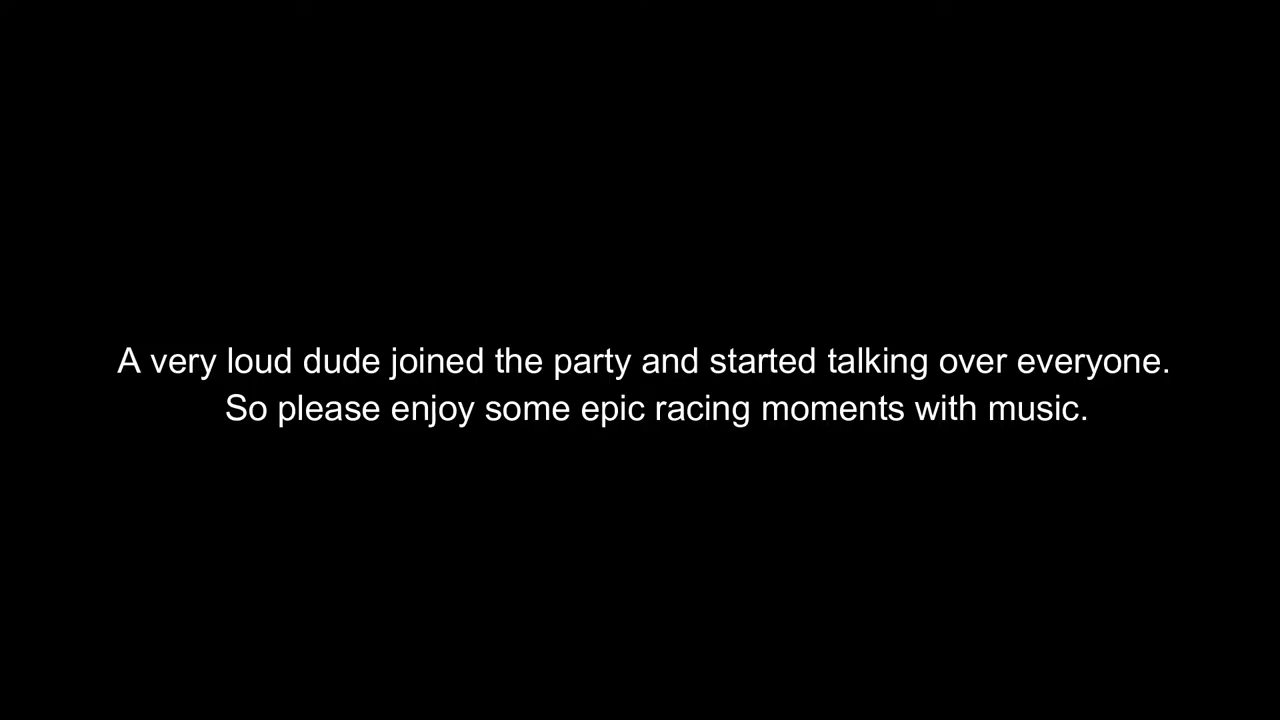 A very loud dude joined the party and started talking over everyone.
So please enjoy some epic racing moments with music.